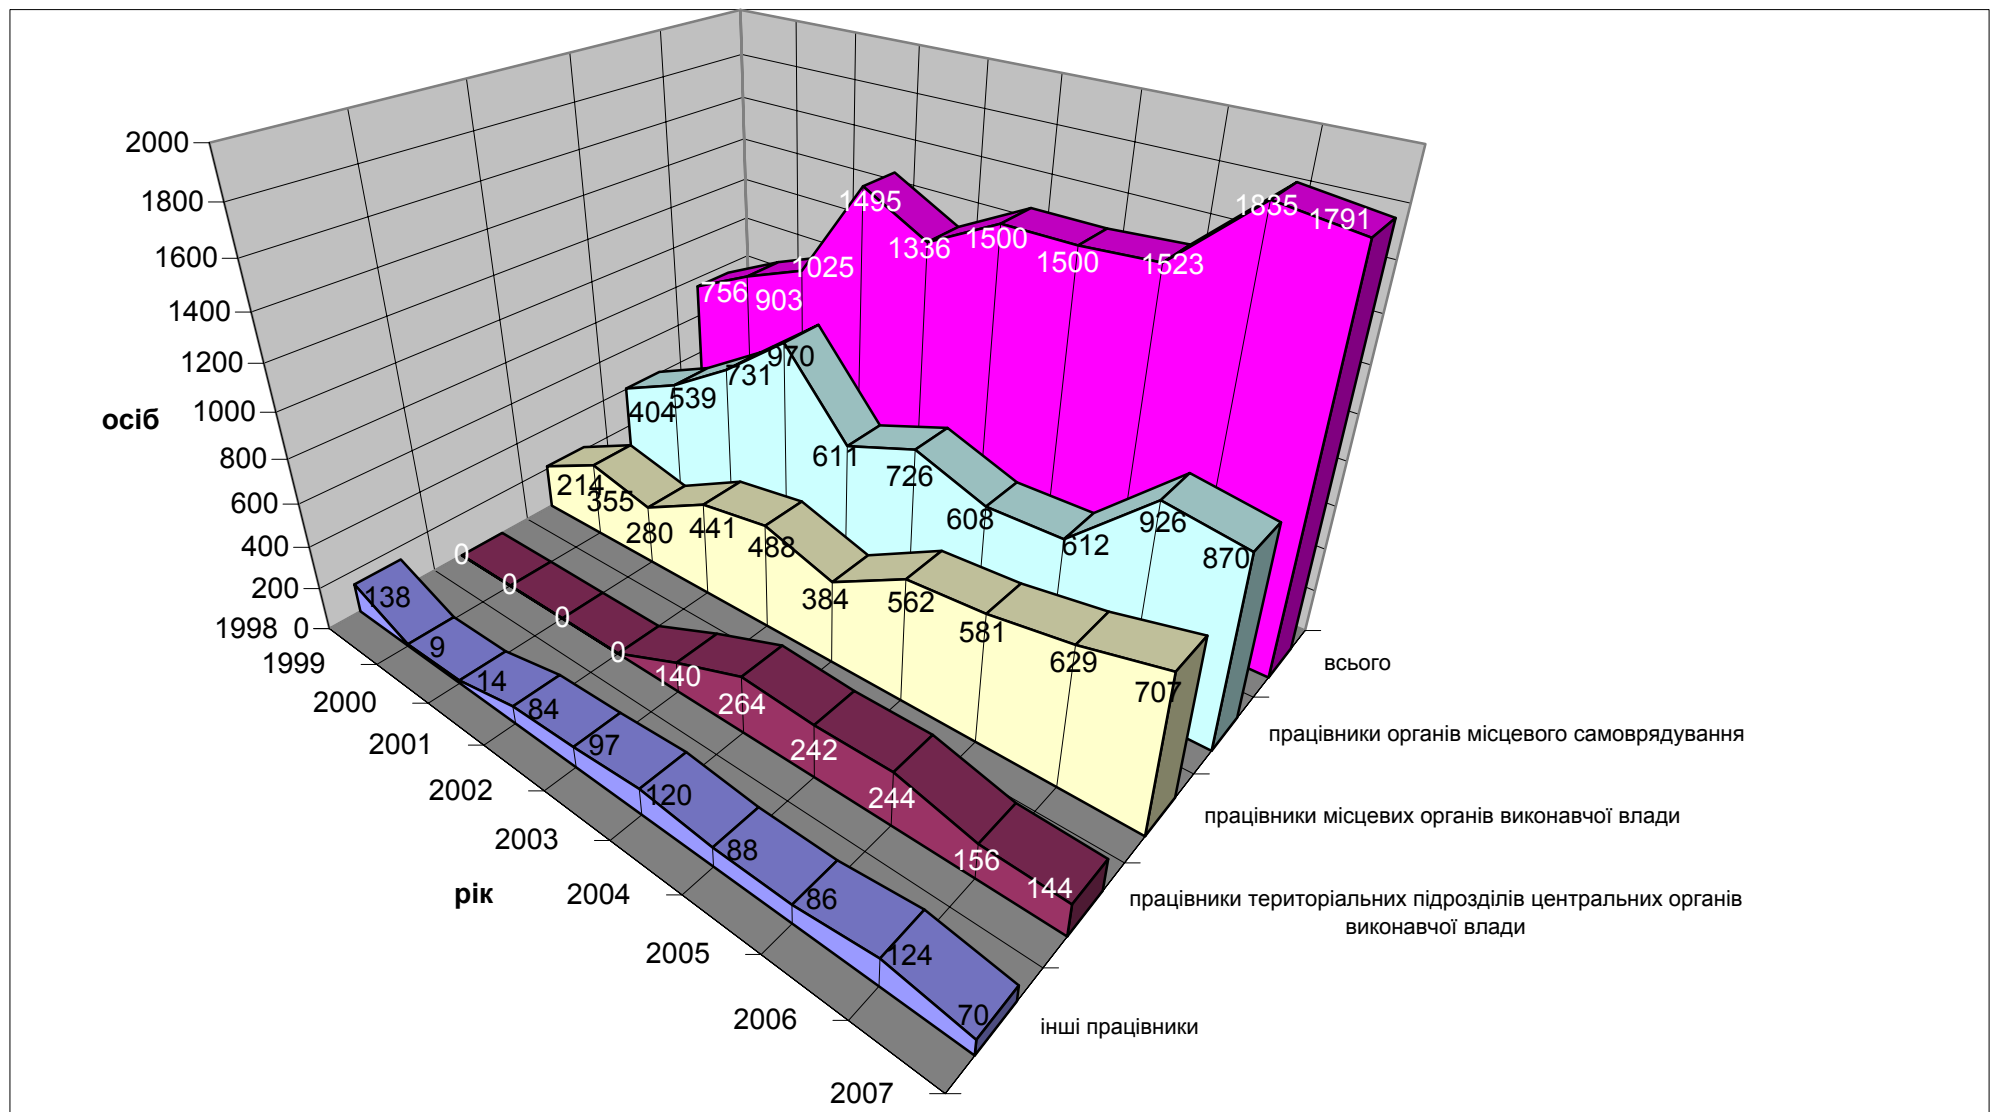 2000
1800
1600
1400
1200
1000
800
600
400
200
0
осіб
1998
1999
2000
2001
2002
2003
2004
2005
2006
2007
рік
756 903 1025 1495 1336 1500 1500 1523 1835 1791
404 539 731 970 611 726 608 612 926 870
214 355 280 441 488 384 562 581 629 707
0 0 0 0 140 264 242 244 156 144
138 9 14 84 97 120 88 86 124 70
всього
працівники органів місцевого самоврядування
працівники місцевих органів виконавчої влади
працівники територіальних підрозділів центральних органів
виконавчої влади
інші працівники